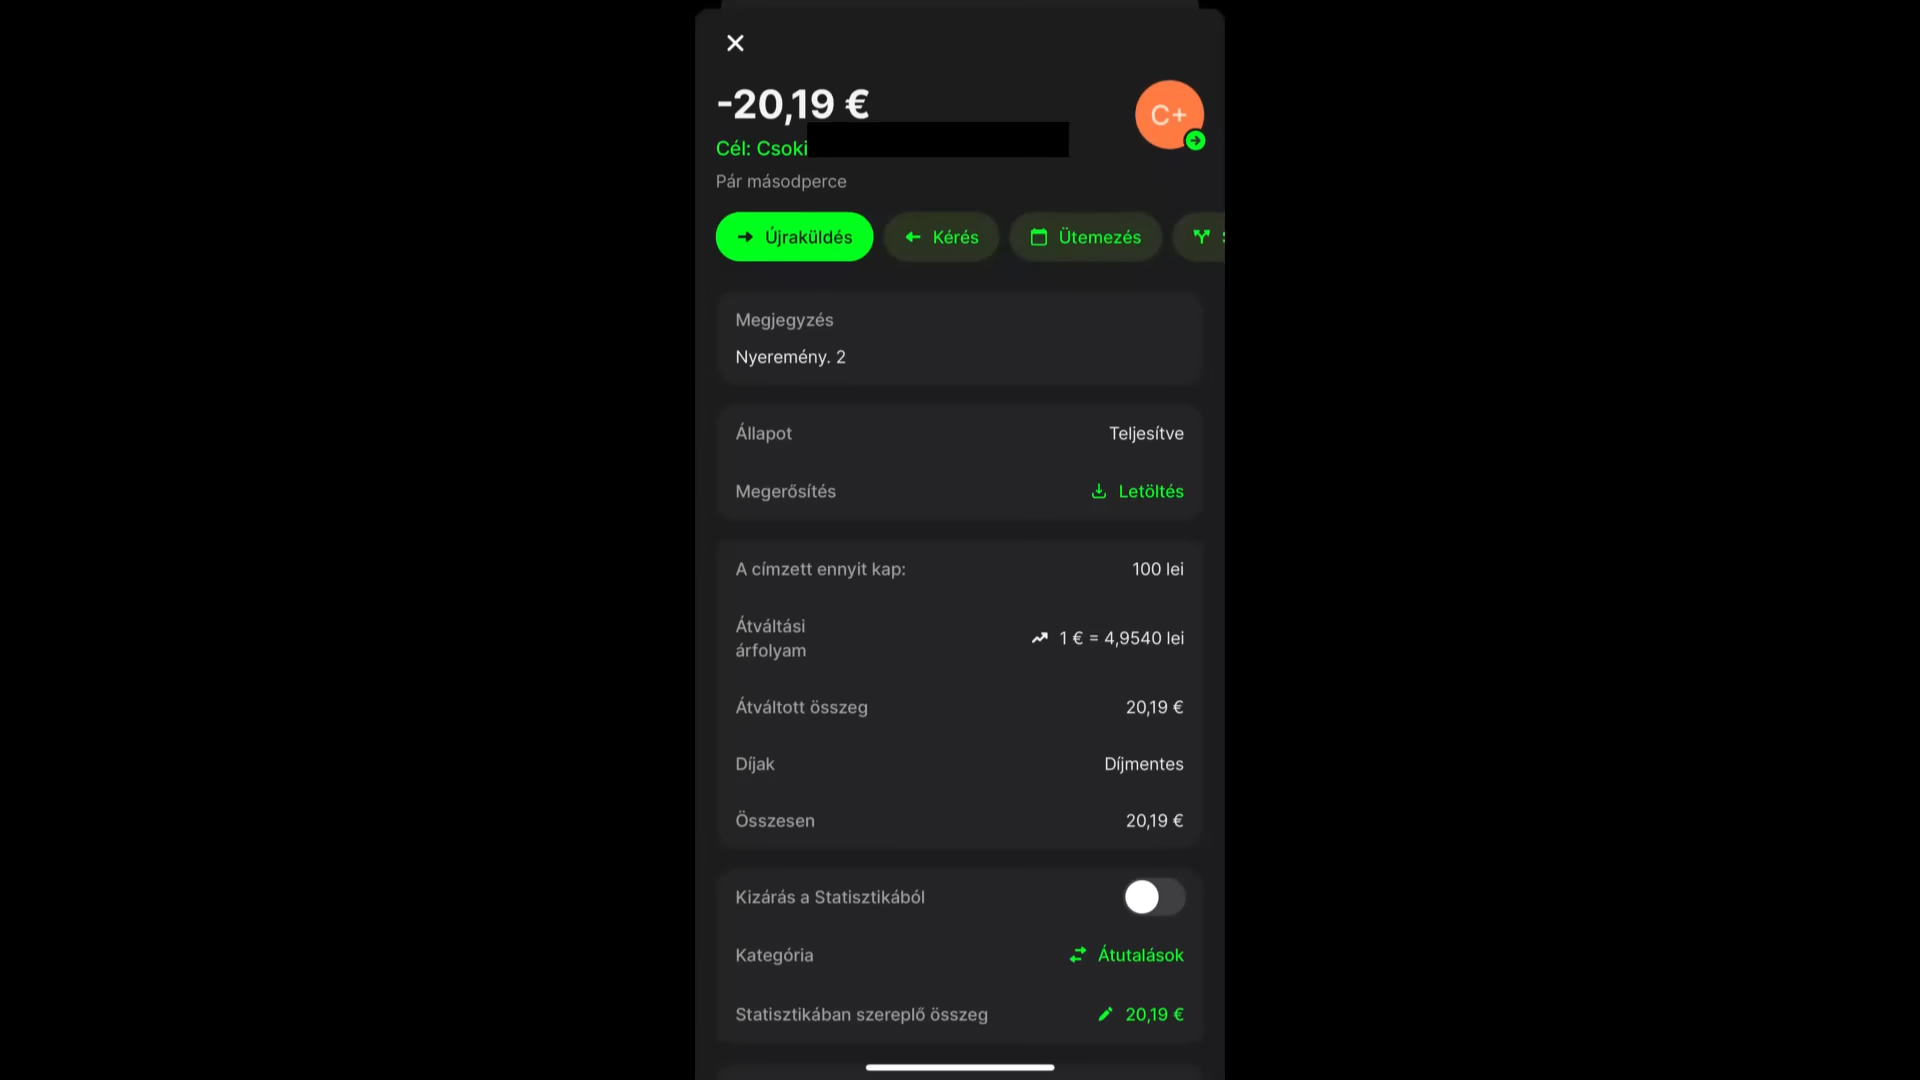 -20,19 €
C+
Cél: Csoki
Pár másodperce
Újraküldés
Kérés
Ütemezés
Megjegyzés
Nyeremény. 2
Állapot
Teljesítve
Megerősítés
Letöltés
A címzett ennyit kap:
100 lei
Átváltási
árfolyam
1 € = 4,9540 lei
Átváltott összeg
20,19 €
Díjak
Díjmentes
Összesen
20,19 €
Kizárás a Statisztikából
Kategória
Átutalások
Statisztikában szereplő összeg
20,19 €